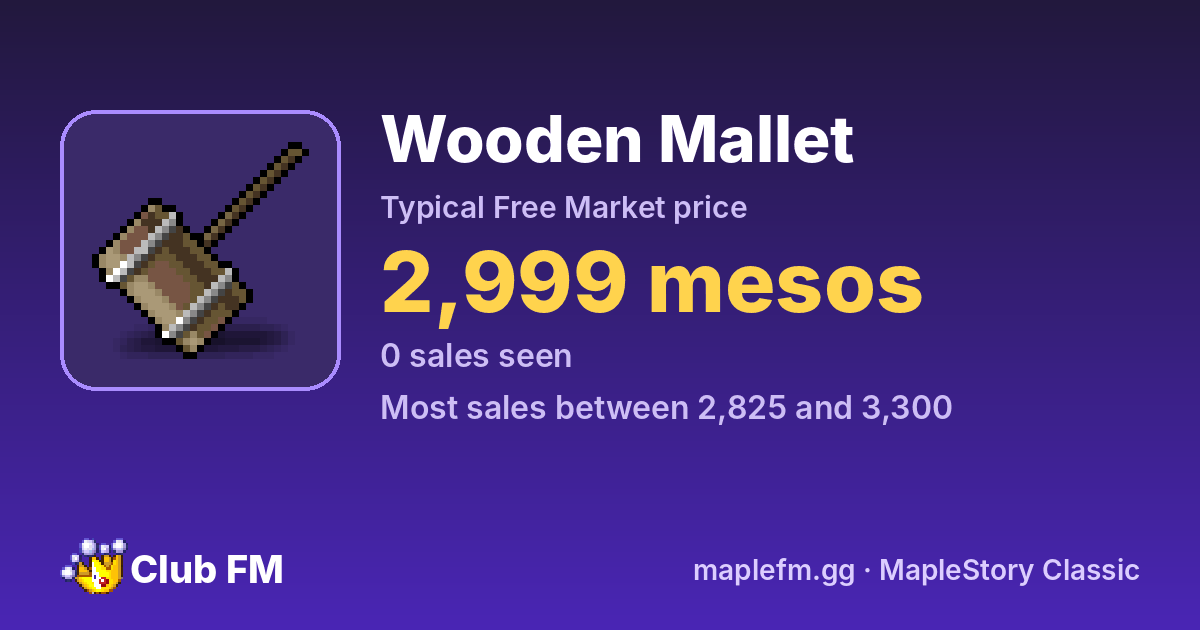 Wooden Mallet
Typical Free Market price
2,999 mesos
0 sales seen
Most sales between 2,825 and 3,300
Club FM
maplefm.gg · MapleStory Classic